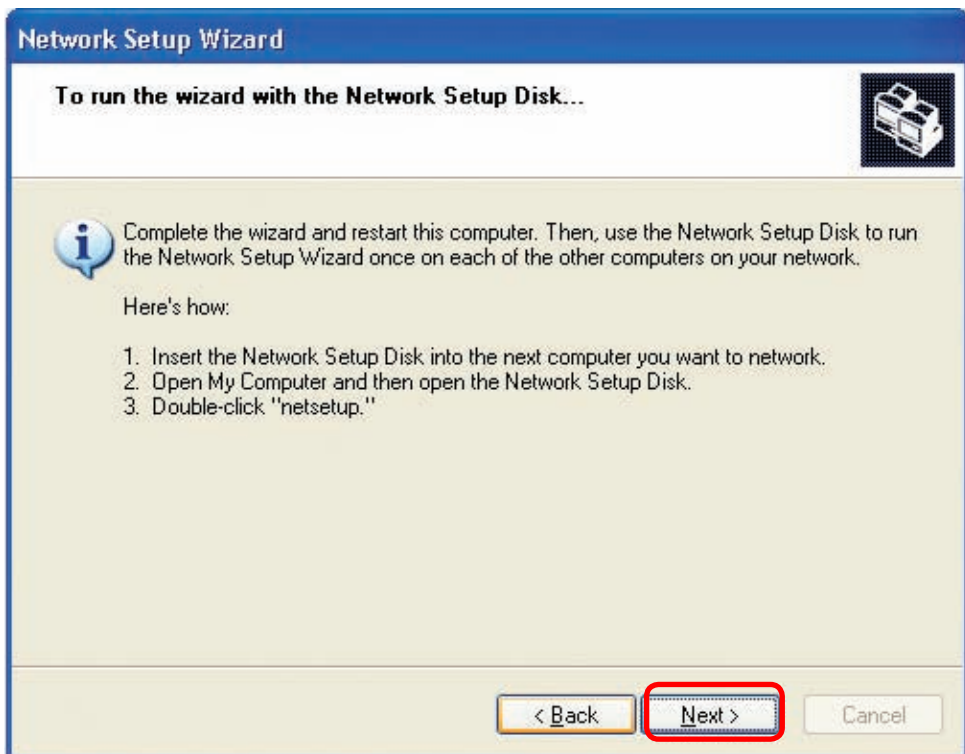 Network Setup Wizard
To run the wizard with the Network Setup Disk...
Complete the wizard and restart this computer. Then, use the Network Setup Disk to run
the Network Setup Wizard once on each of the other computers on your network.
Here's how:
1. Insert the Network Setup Disk into the next computer you want to network.
2. Open My Computer and then open the Network Setup Disk.
3. Double-click "netsetup."
< Back Next > Cancel